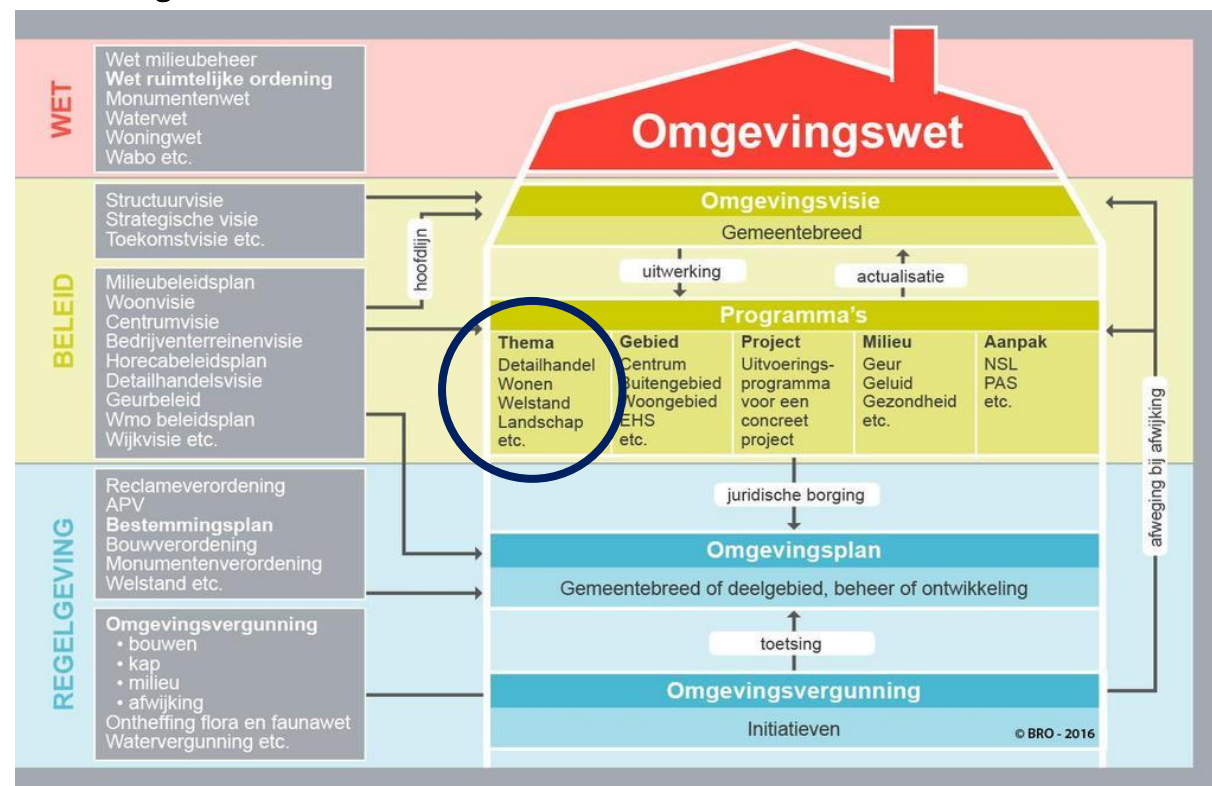 WET
Wet milieubeheer
Wet ruimtelijke ordening
Monumentenwet
Waterwet
Woningwet
Wabo etc.
Omgevingswet
BELEID
Structuurvisie
Strategische visie
Toekomstvisie etc.
hoofdlijn
Milieubeleidsplan
Woonvisie
Centrumvisie
Bedrijventerreinenvisie
Horecabeleidsplan
Detailhandelsvisie
Geurbeleid
Wmo beleidsplan
Wijkvisie etc.
Omgevingsvisie
Gemeentebreed
uitwerking
actualisatie
Programma's
Thema
Detailhandel
Wonen
Welstand
Landschap
etc.
Gebied
Centrum
Buitengebied
Woongebied
EHS
etc.
Project
Uitvoerings-
programma
voor een
concreet
project
Milieu
Geur
Geluid
Gezondheid
etc.
Aanpak
NSL
PAS
etc.
afweging bij afwijking
REGELGEVING
Reclameverordening
APV
Bestemmingsplan
Bouwverordening
Monumentenverordening
Welstand etc.
juridische borging
Omgevingsplan
Gemeentebreed of deelgebied, beheer of ontwikkeling
toetsing
Omgevingsvergunning
• bouwen
• kap
• milieu
• afwijking
Ontheffing flora en faunawet
Watervergunning etc.
Omgevingsvergunning
Initiatieven
© BRO - 2016